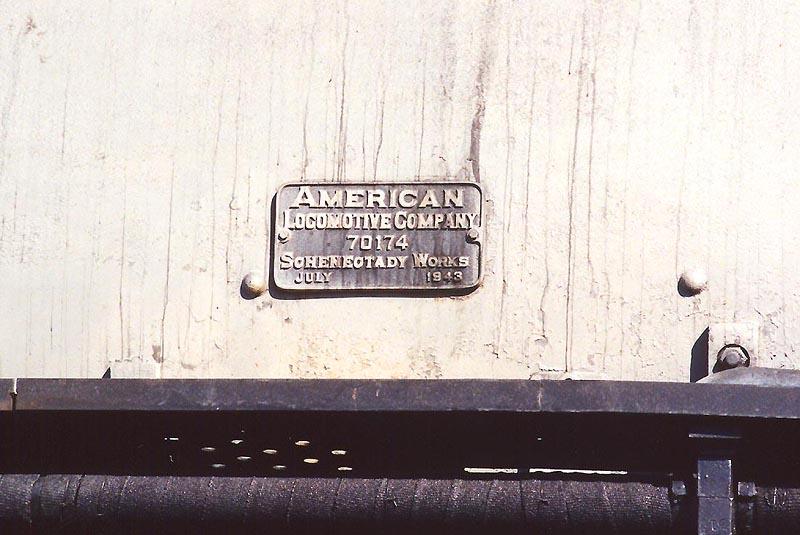 AMERICAN
LOCOMOTIVE COMPANY
70174
SCHENECTADY WORKS
JULY 1943